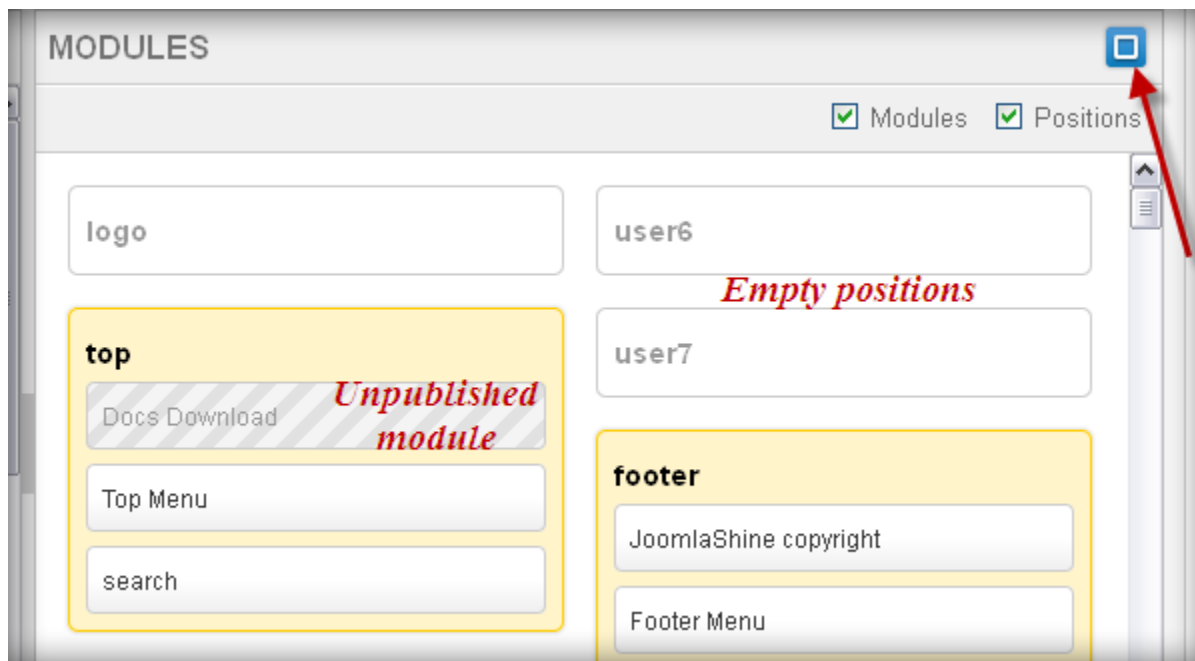 MODULES
Modules Positions
logo
user6
Empty positions
top
user7
Docs Download
Unpublished
module
Top Menu
search
footer
JoomlaShine copyright
Footer Menu